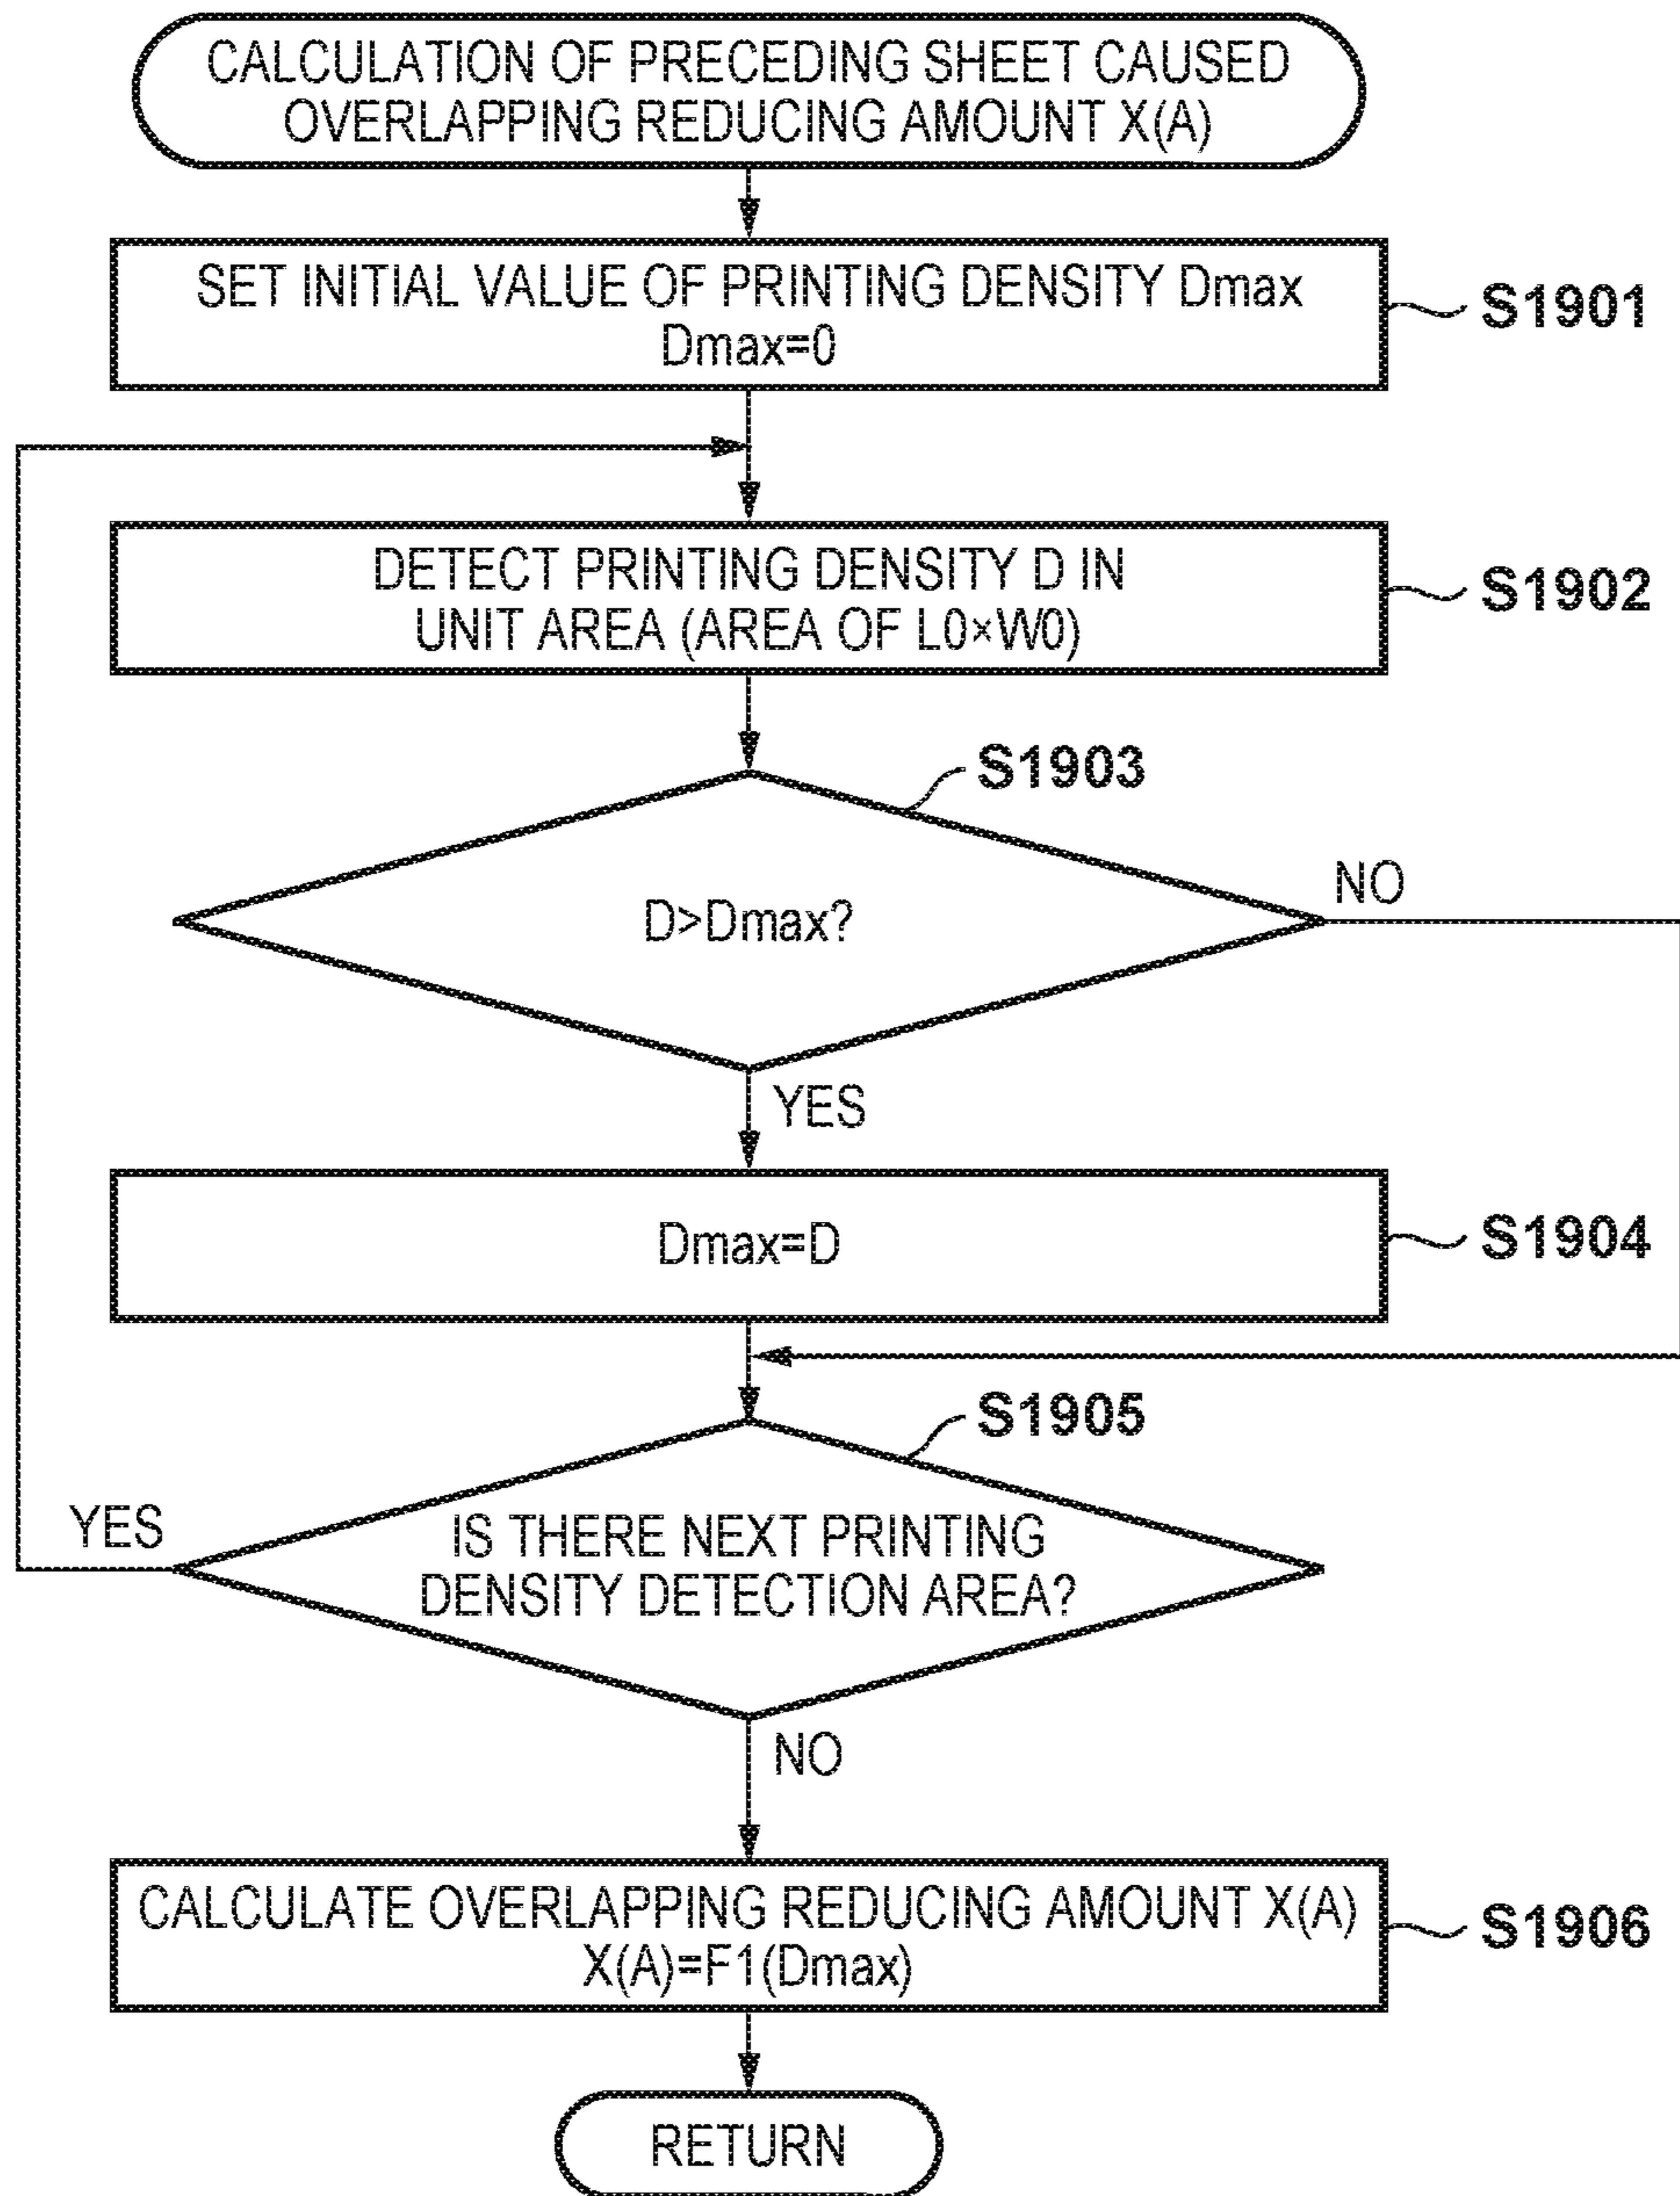 CALCULATION OF PRECEDING SHEET CAUSED
OVERLAPPING REDUCING AMOUNT X(A)
SET INITIAL VALUE OF PRINTING DENSITY Dmax
Dmax=0
S1901
DETECT PRINTING DENSITY D IN
UNIT AREA (AREA OF L0×W0)
S1902
S1903
D>Dmax?
NO
YES
Dmax=D
S1904
S1905
YES
IS THERE NEXT PRINTING
DENSITY DETECTION AREA?
NO
CALCULATE OVERLAPPING REDUCING AMOUNT X(A)
X(A)=F1(Dmax)
S1906
RETURN